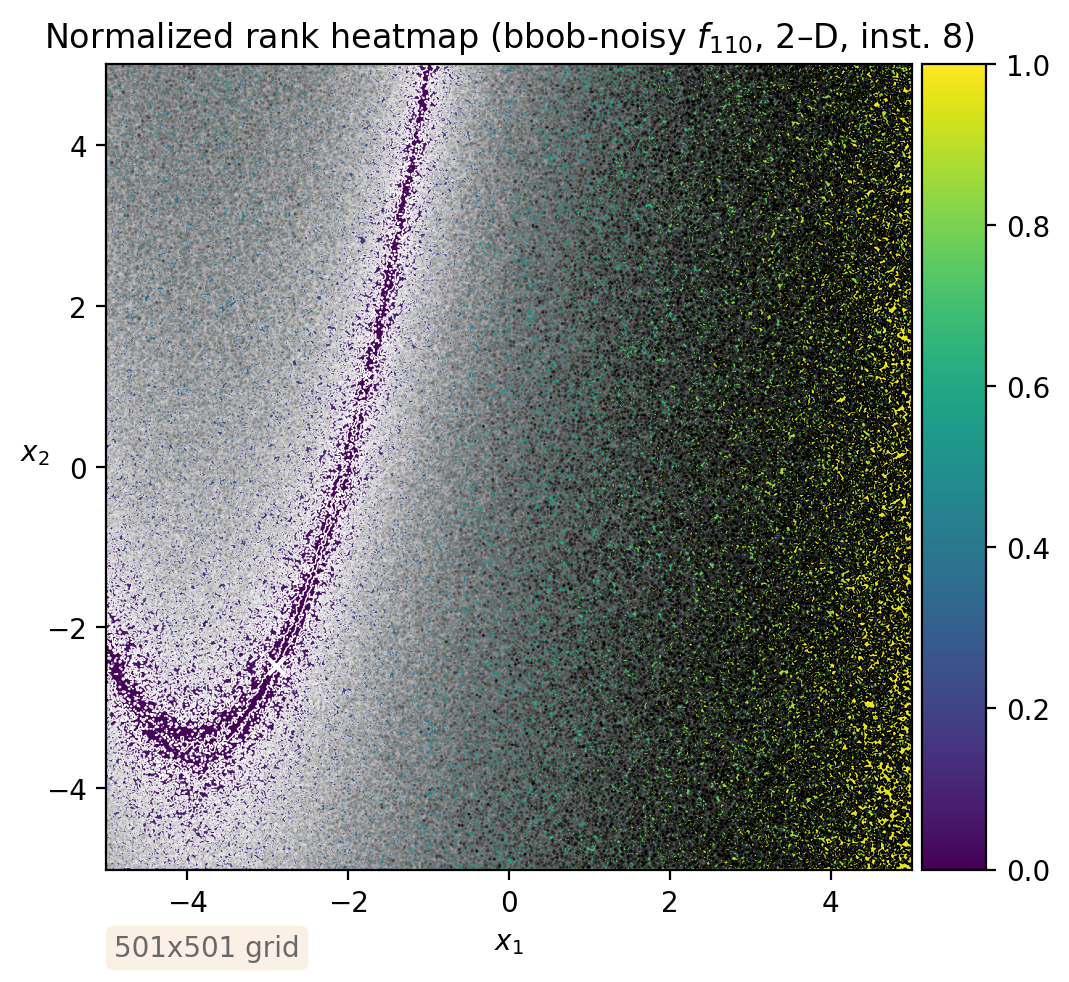 Normalized rank heatmap (bbob-noisy f₁₁₀, 2–D, inst. 8)
1.0
4
0.8
2
0.6
x₂
0
0.4
−2
0.2
−4
0.0
−4 −2 0 2 4
x₁
501x501 grid